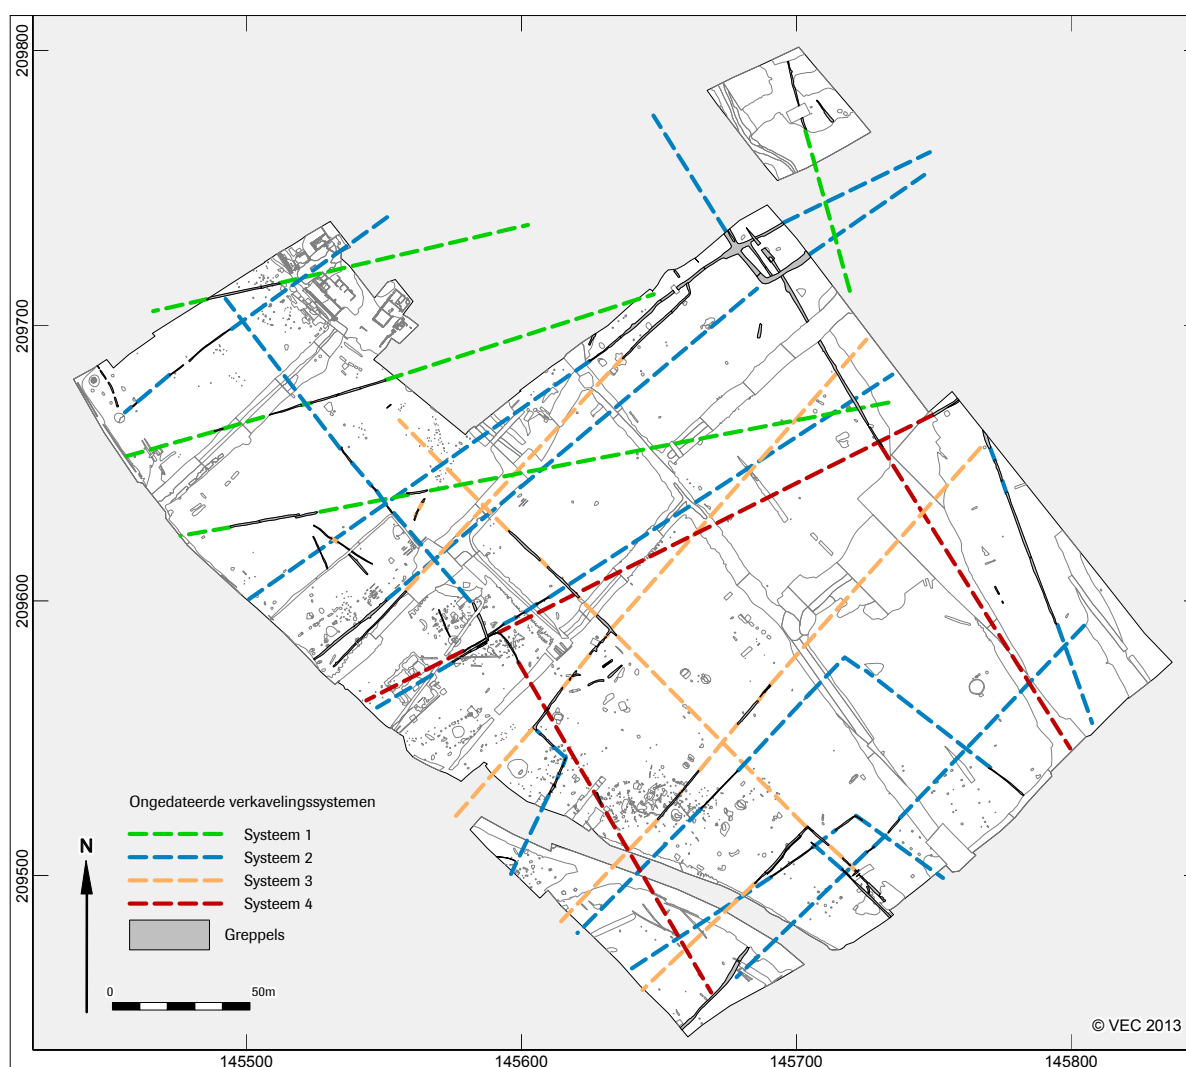 209800
209700
209600
209500
Ongedateerde verkavelingssystemen
Systeem 1
Systeem 2
Systeem 3
Systeem 4
Greppels
N
0 50m
© VEC 2013
145500 145600 145700 145800